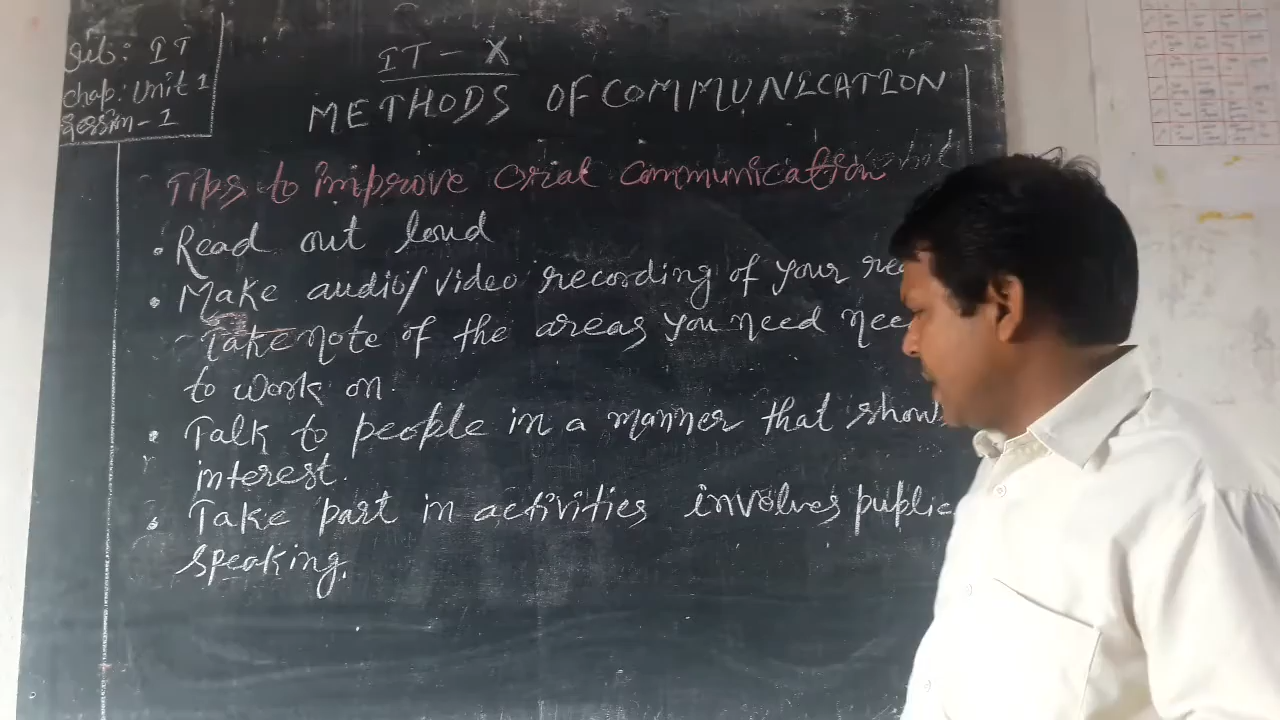 Sub: IT
Chap: Unit 1
Session - 1
IT - X
METHODS OF COMMUNICATION
Tips to improve orial communication
• Read out loud
• Make audio/video recording of your
Take note of the areas you need
to work on.
• Talk to people in a manner that show
interest.
• Take part in activities involves public
speaking.